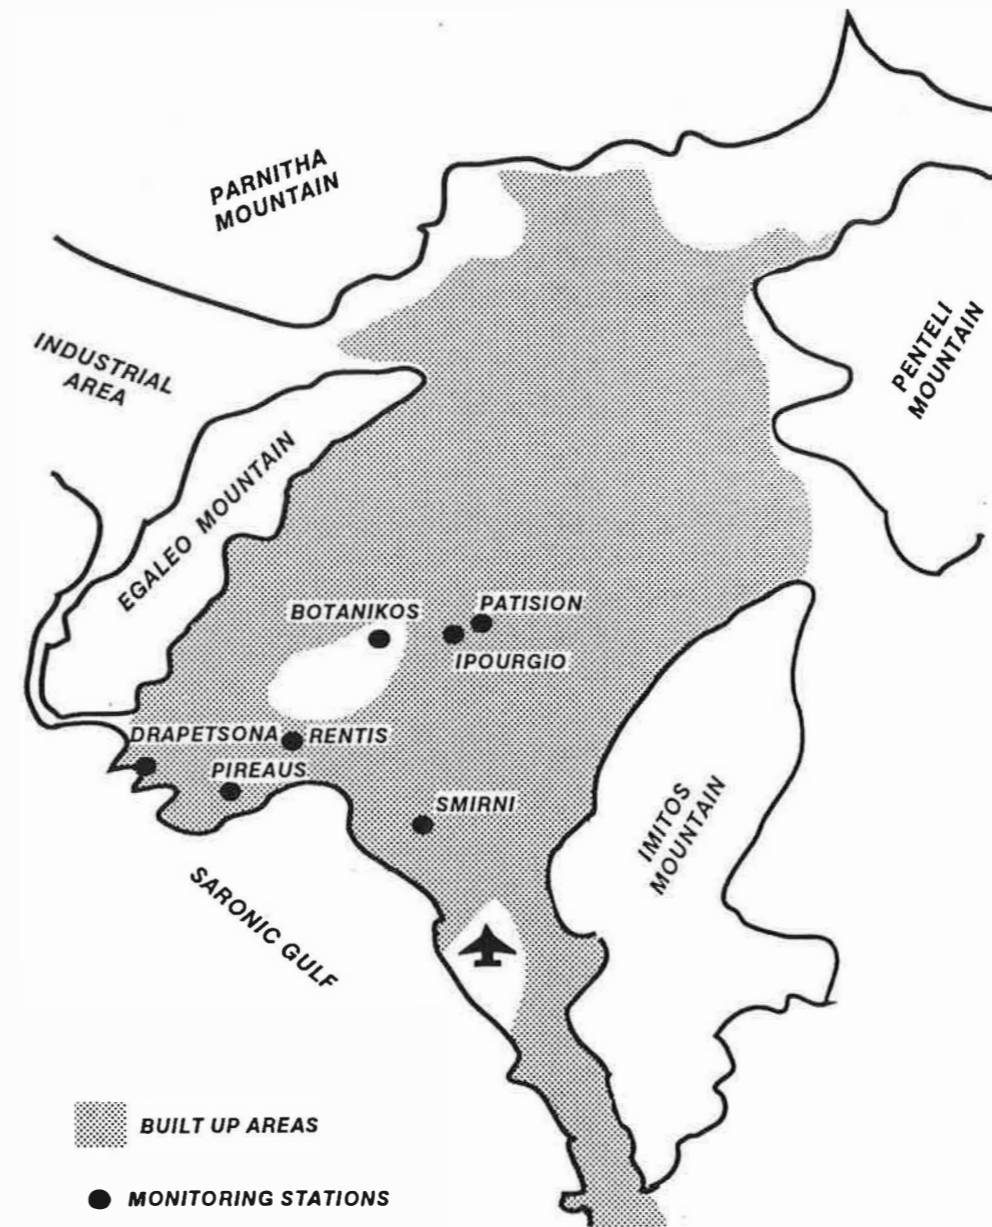 PARNITHA
MOUNTAIN
INDUSTRIAL
AREA
PENTELI
MOUNTAIN
EGALEO MOUNTAIN
BOTANIKOS
PATISION
IPOURGIO
DRAPETSONA
RENTIS
PIREAUS
SMIRNI
IMITOS
MOUNTAIN
SARONIC GULF
BUILT UP AREAS
MONITORING STATIONS